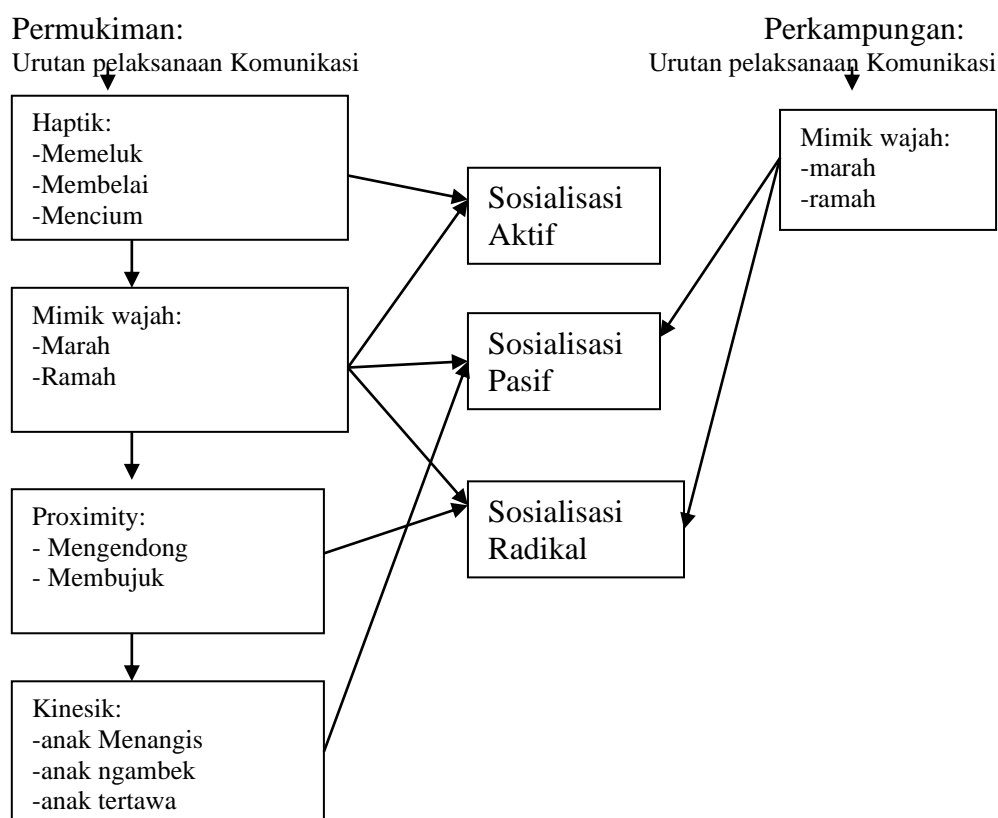 Permukiman:
Urutan pelaksanaan Komunikasi
Perkampungan:
Urutan pelaksanaan Komunikasi
Haptik:
-Memeluk
-Membelai
-Mencium
Mimik wajah:
-Marah
-Ramah
Proximity:
- Mengendong
- Membujuk
Kinesik:
-anak Menangis
-anak ngambek
-anak tertawa
Sosialisasi
Aktif
Sosialisasi
Pasif
Sosialisasi
Radikal
Mimik wajah:
-marah
-ramah